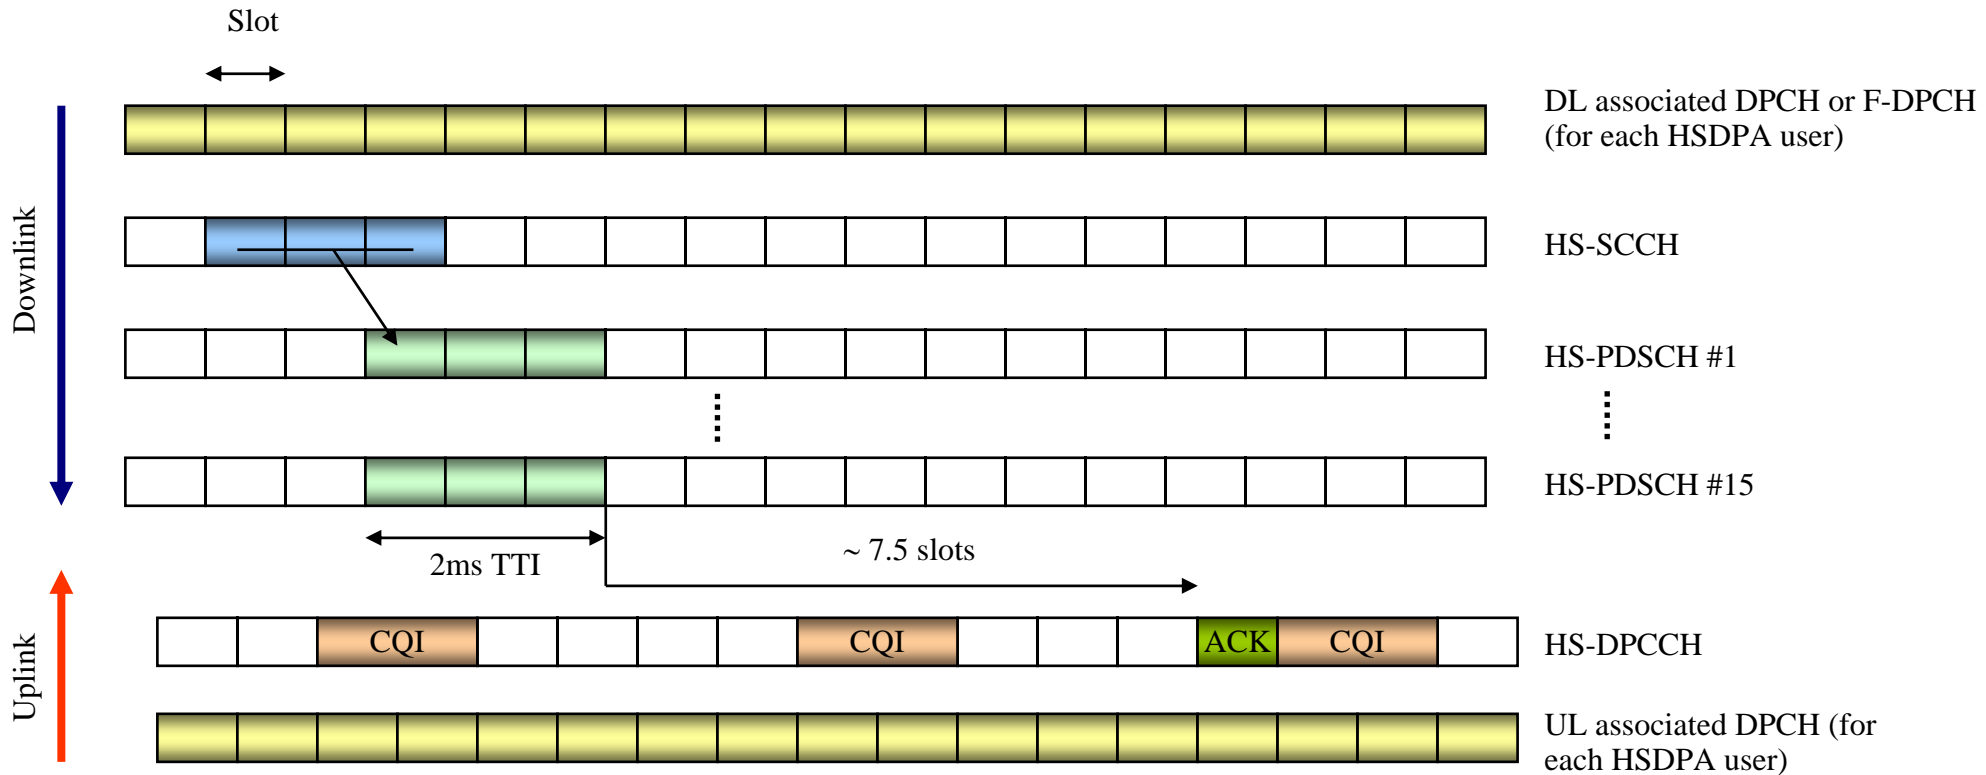 Slot
DL associated DPCH or F-DPCH
(for each HSDPA user)
Downlink
HS-SCCH
HS-PDSCH #1
HS-PDSCH #15
2ms TTI
~ 7.5 slots
Uplink
CQI
CQI
ACK
CQI
HS-DPCCH
UL associated DPCH (for
each HSDPA user)